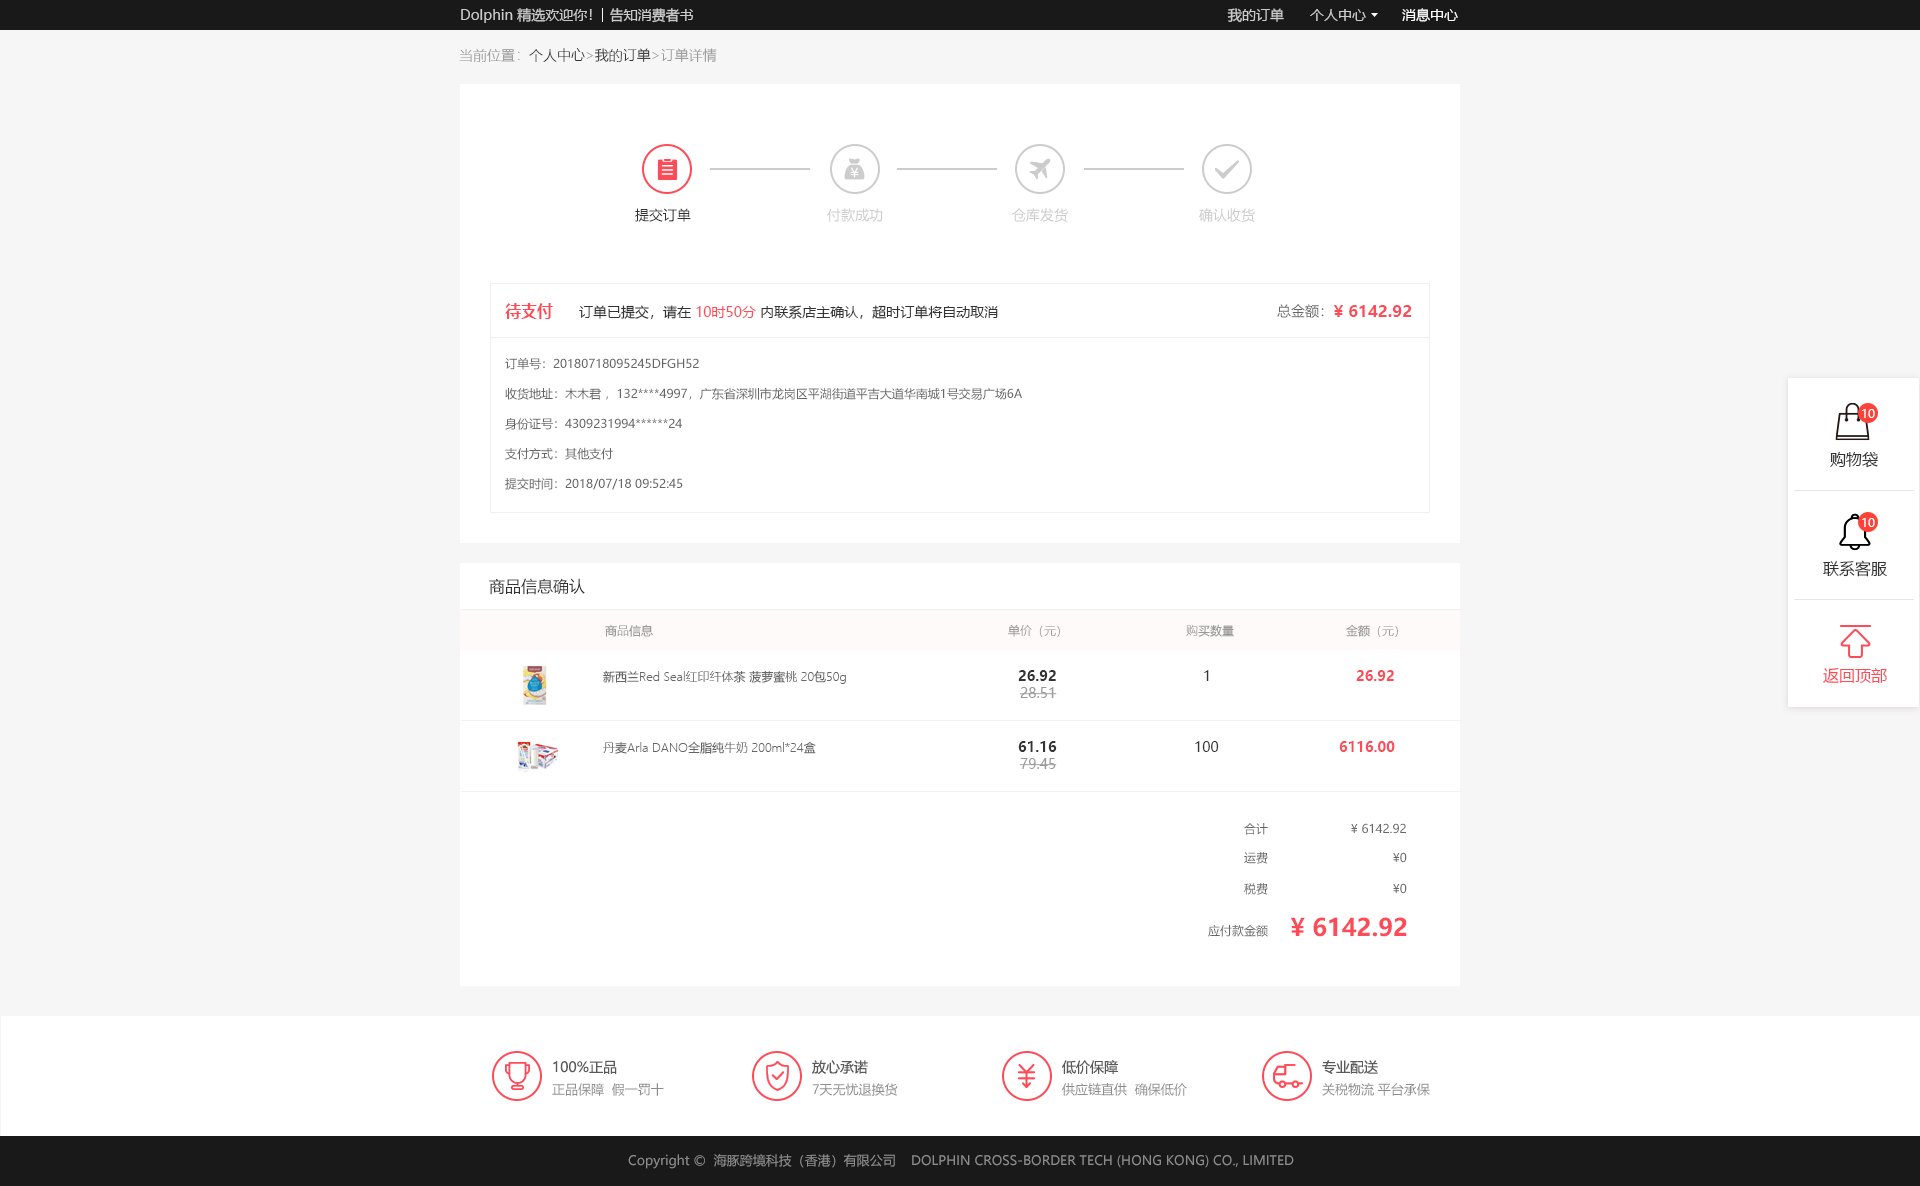 Dolphin 精选欢迎你！| 告知消费者书 我的订单 个人中心 消息中心
当前位置：个人中心>我的订单>订单详情
提交订单 付款成功 仓库发货 确认收货
待支付 订单已提交，请在 10时50分 内联系店主确认，超时订单将自动取消 总金额：¥ 6142.92
订单号：20180718095245DFGH52
收货地址：木木君 ，132****4997，广东省深圳市龙岗区平湖街道平吉大道华南城1号交易广场6A
身份证号：4309231994******24
支付方式：其他支付
提交时间：2018/07/18 09:52:45
10
购物袋
10
联系客服
返回顶部
商品信息确认
商品信息 单价（元） 购买数量 金额（元）
新西兰Red Seal红印纤体茶 菠萝蜜桃 20包50g 26.92 1 26.92
28.51
丹麦Arla DANO全脂纯牛奶 200ml*24盒 61.16 100 6116.00
79.45
合计 ¥ 6142.92
运费 ¥0
税费 ¥0
应付款金额 ¥ 6142.92
100%正品 放心承诺 低价保障 专业配送
正品保障 假一罚十 7天无忧退换货 供应链直供 确保低价 关税物流 平台承保
Copyright © 海豚跨境科技（香港）有限公司 DOLPHIN CROSS-BORDER TECH (HONG KONG) CO., LIMITED